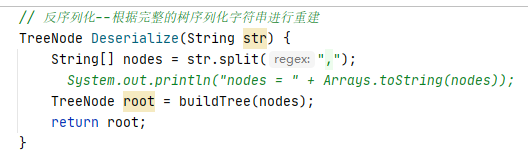 // 反序列化--根据完整的树序列化字符串进行重建
TreeNode Deserialize(String str) {
String[] nodes = str.split( regex: ",");
System.out.println("nodes = " + Arrays.toString(nodes));
TreeNode root = buildTree(nodes);
return root;
}